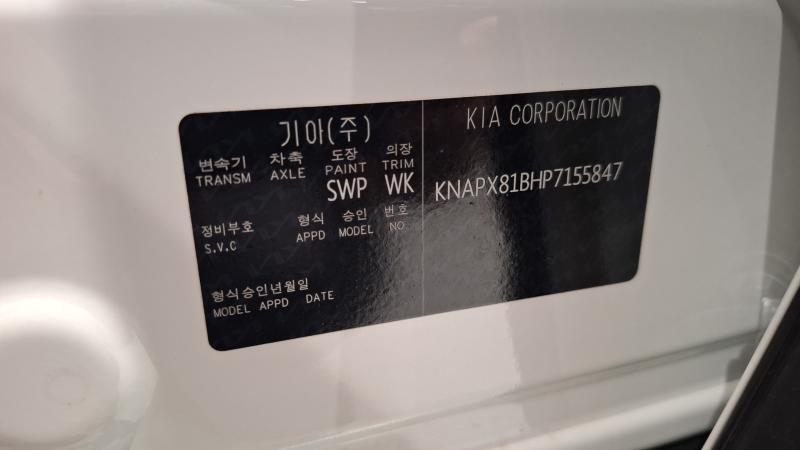 기아(주)
변속기 차축 도장 의장
TRANSM AXLE PAINT TRIM
SWP WK
정비부호 형식 승인 번호
S.V.C APPD MODEL NO
형식승인년월일
MODEL APPD DATE
KIA CORPORATION
KNAPX81BHP7155847